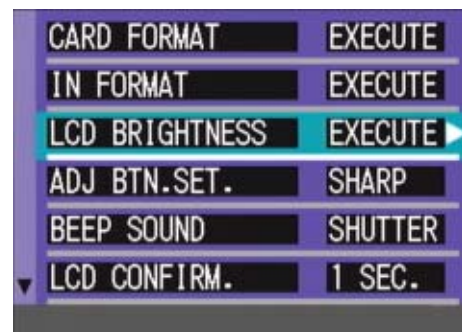 CARD FORMAT EXECUTE
IN FORMAT EXECUTE
LCD BRIGHTNESS EXECUTE
ADJ BTN.SET. SHARP
BEEP SOUND SHUTTER
LCD CONFIRM. 1 SEC.